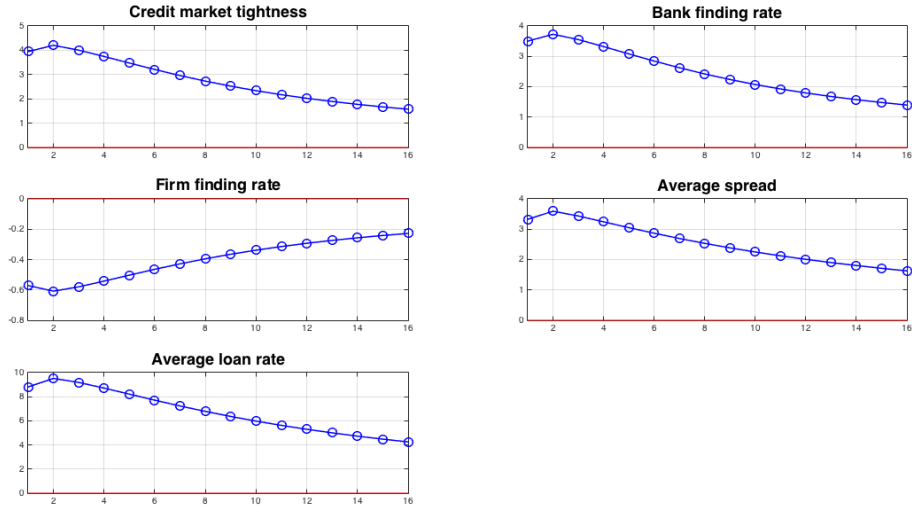 Credit market tightness
5
4
3
2
1
0
2 4 6 8 10 12 14 16
Bank finding rate
4
3
2
1
0
2 4 6 8 10 12 14 16
Firm finding rate
0
-0.2
-0.4
-0.6
-0.8
2 4 6 8 10 12 14 16
Average spread
4
3
2
1
0
2 4 6 8 10 12 14 16
Average loan rate
10
8
6
4
2
0
2 4 6 8 10 12 14 16